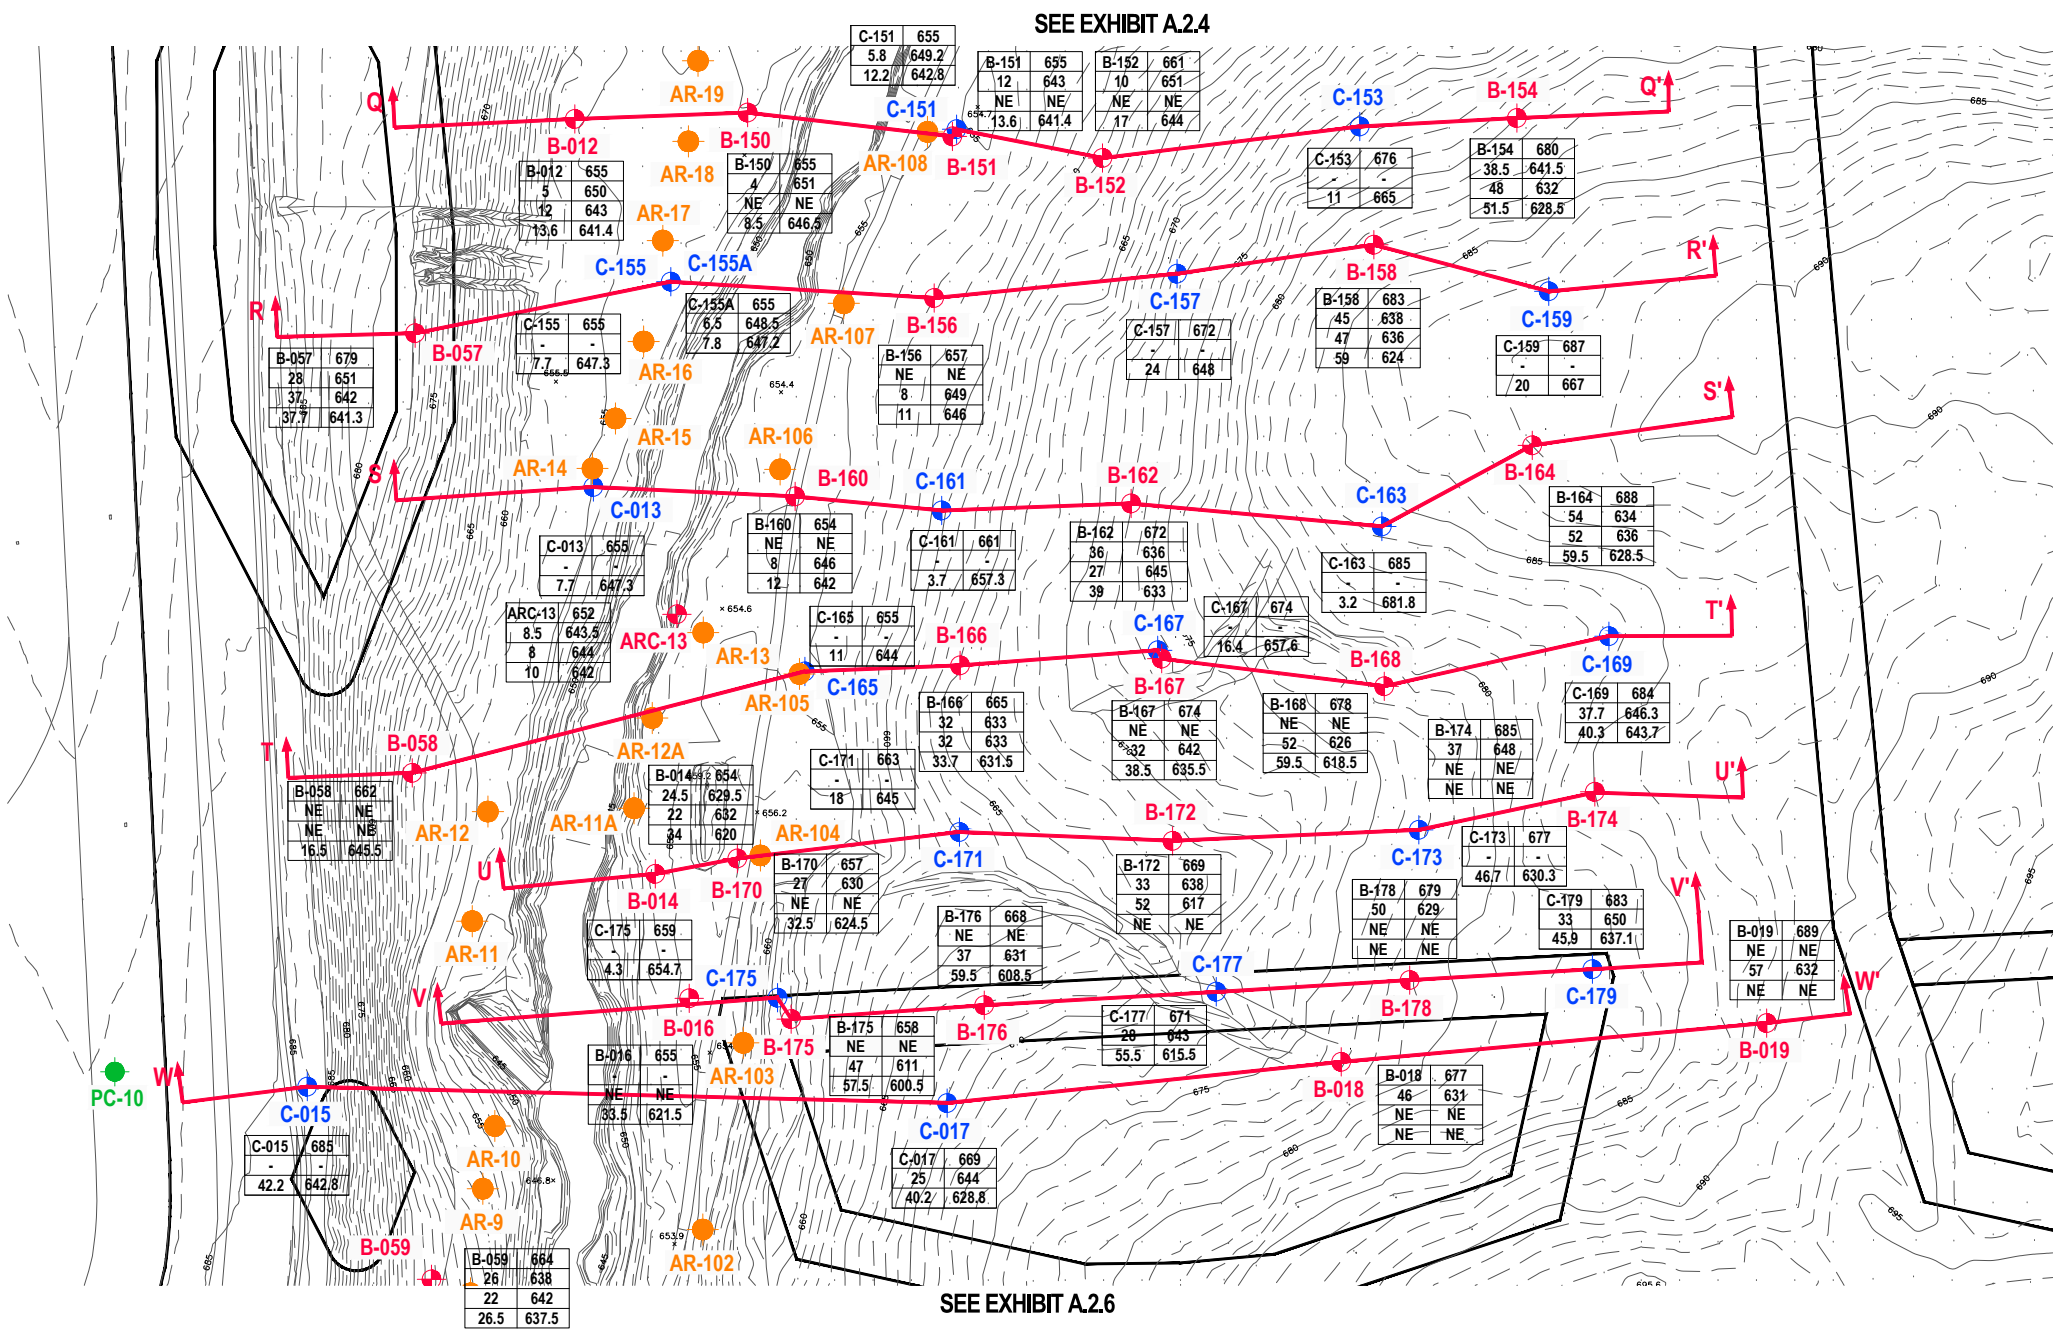 SEE EXHIBIT A.2.4
C-151 655
5.8 649.2
12.2 642.8
B-151 655
12 643
NE NE
13.6 641.4
B-152 661
10 651
NE NE
17 644
Q
B-012
AR-19
B-150
C-151
AR-108
B-151
B-152
C-153
B-154
Q'
AR-18
B-012 655
5 650
12 643
13.6 641.4
B-150 655
4 651
NE NE
8.5 646.5
C-153 676
- -
11 665
B-154 680
38.5 641.5
48 632
51.5 628.5
AR-17
C-155
C-155A
R
B-057
B-156
AR-107
C-157
B-158
C-159
R'
B-057 679
28 651
37 642
37.7 641.3
C-155 655
- -
7.7 647.3
C-155A 655
6.5 648.5
7.8 647.2
AR-16
B-156 657
NE NE
8 649
11 646
C-157 672
- -
24 648
B-158 683
45 638
47 636
59 624
C-159 687
- -
20 667
654.4
AR-15
AR-106
AR-14
S
C-013
B-160
C-161
B-162
C-163
B-164
S'
C-013 655
- -
7.7 647.3
B-160 654
NE NE
8 646
12 642
C-161 661
- -
3.7 657.3
B-162 672
36 636
27 645
39 633
C-163 685
- -
3.2 681.8
B-164 688
54 634
52 636
59.5 628.5
ARC-13 652
8.5 643.5
8 644
10 642
ARC-13
654.6
AR-13
C-165 655
- -
11 644
C-167 674
- -
16.4 657.6
T
B-058
AR-12A
AR-105
C-165
B-166
C-167
B-167
B-168
C-169
T'
B-166 665
32 633
32 633
33.7 631.5
B-167 674
NE NE
32 642
38.5 635.5
B-168 678
NE NE
52 626
59.5 618.5
C-169 684
37.7 646.3
40.3 643.7
B-174 685
37 648
NE NE
NE NE
B-058 662
NE NE
NE NE
16.5 645.5
B-014 654
24.5 629.5
22 632
34 620
C-171 663
- -
18 645
AR-12
AR-11A
656.2
AR-104
U
B-014
B-170
C-171
B-172
C-173
B-174
U'
B-170 657
27 630
NE NE
32.5 624.5
B-172 669
33 638
52 617
NE NE
C-173 677
- -
46.7 630.3
AR-11
C-175 659
- -
4.3 654.7
B-176 668
NE NE
37 631
59.5 608.5
B-178 679
50 629
NE NE
NE NE
C-179 683
33 650
45.9 637.1
B-019 689
NE NE
57 632
NE NE
V
B-016
C-175
B-175
B-176
C-177
B-178
C-179
V'
B-016 655
- -
NE NE
33.5 621.5
AR-103
B-175 658
NE NE
47 611
57.5 600.5
C-177 671
28 643
55.5 615.5
PC-10
W
C-015
C-017
B-018
B-019
W'
C-015 685
- -
42.2 642.8
AR-10
646.8
AR-9
C-017 669
25 644
40.2 628.8
B-018 677
46 631
NE NE
NE NE
B-059
653.9
AR-102
B-059 664
26 638
22 642
26.5 637.5
SEE EXHIBIT A.2.6